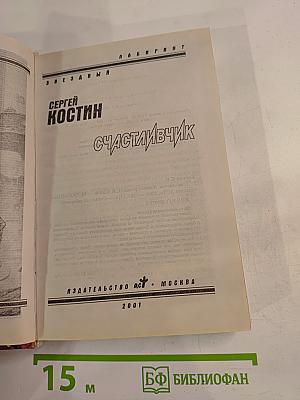 ЗВЕЗДНЫЙ ЛАБИРИНТ
СЕРГЕЙ
КОСТИН
СЧАСТЛИВЧИК
ИЗДАТЕЛЬСТВО аст МОСКВА
2001
15 м
БФ БИБЛИОФАН